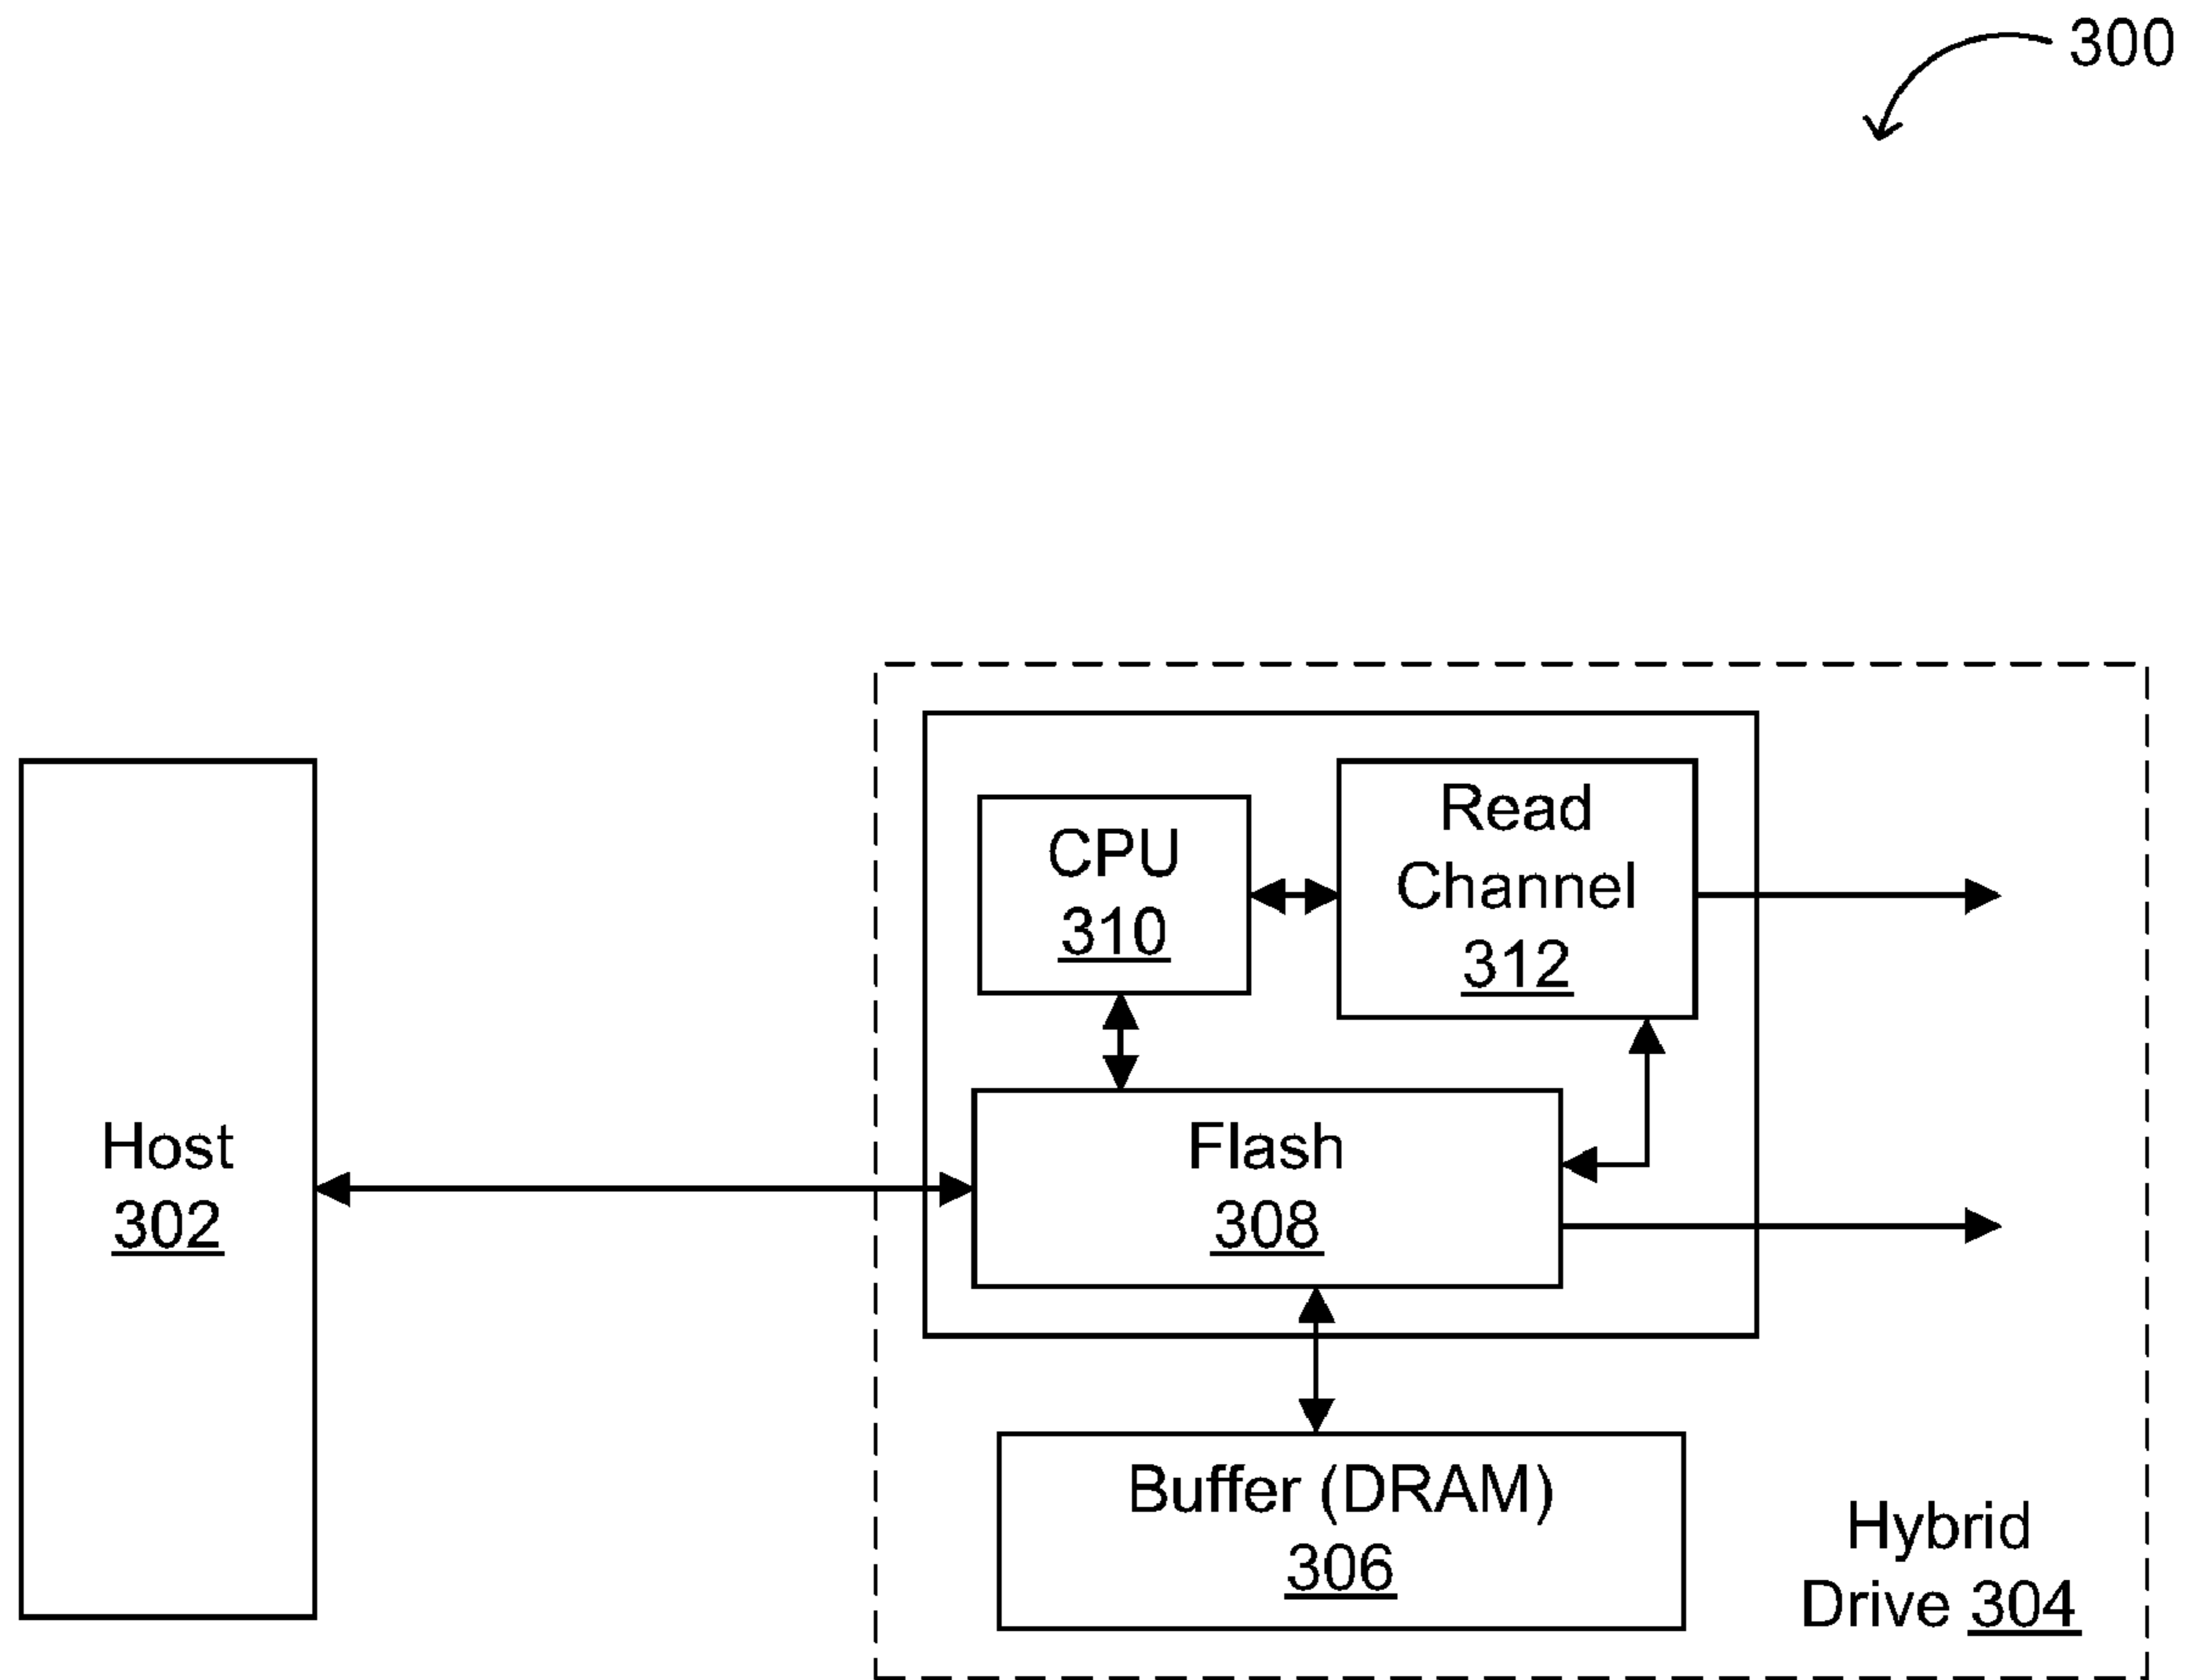 300
CPU
310
Read
Channel
312
Host
302
Flash
308
Buffer (DRAM)
306
Hybrid
Drive 304